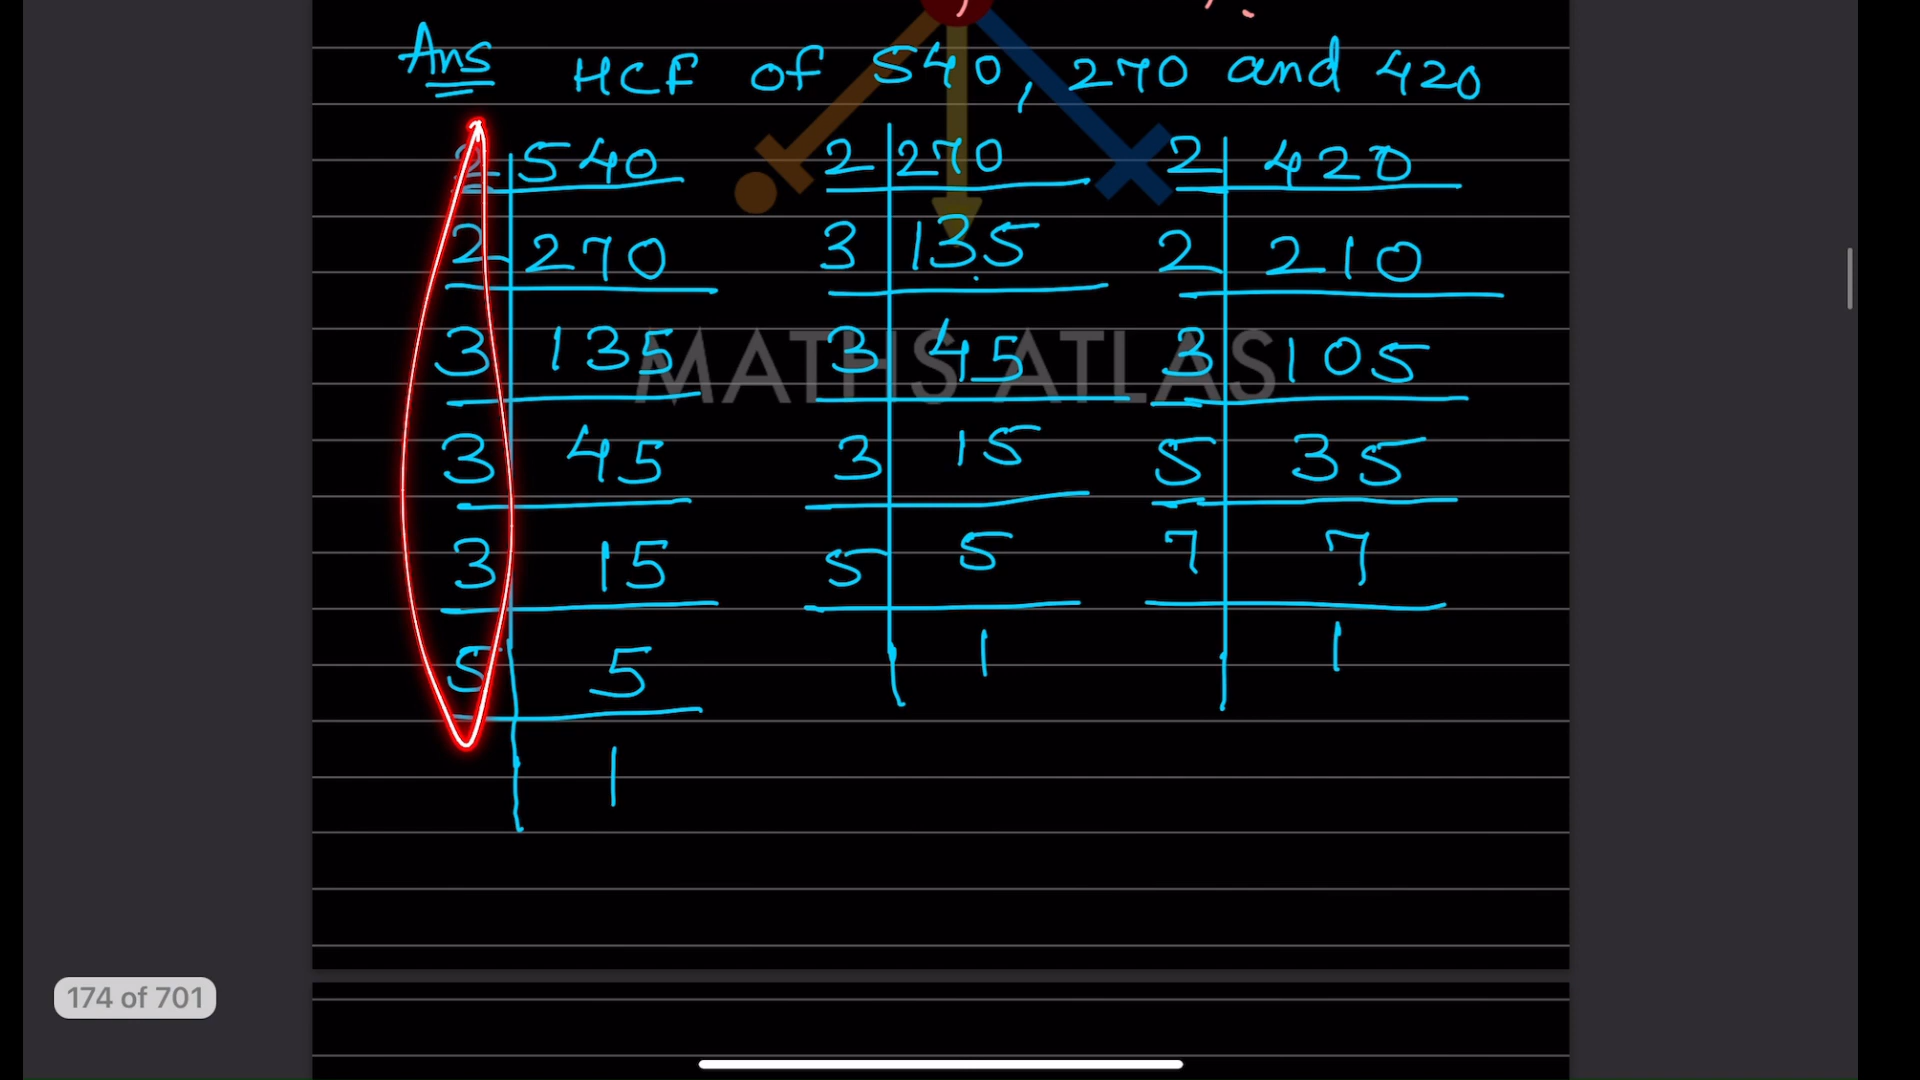 Ans HCF of 540, 270 and 420
2 540 2 270 2 420
2 270 3 135 2 210
3 135 3 45 3 105
MATHS ATLAS
3 45 3 15 5 35
3 15 5 5 7 7
5 5 1 1
1
174 of 701